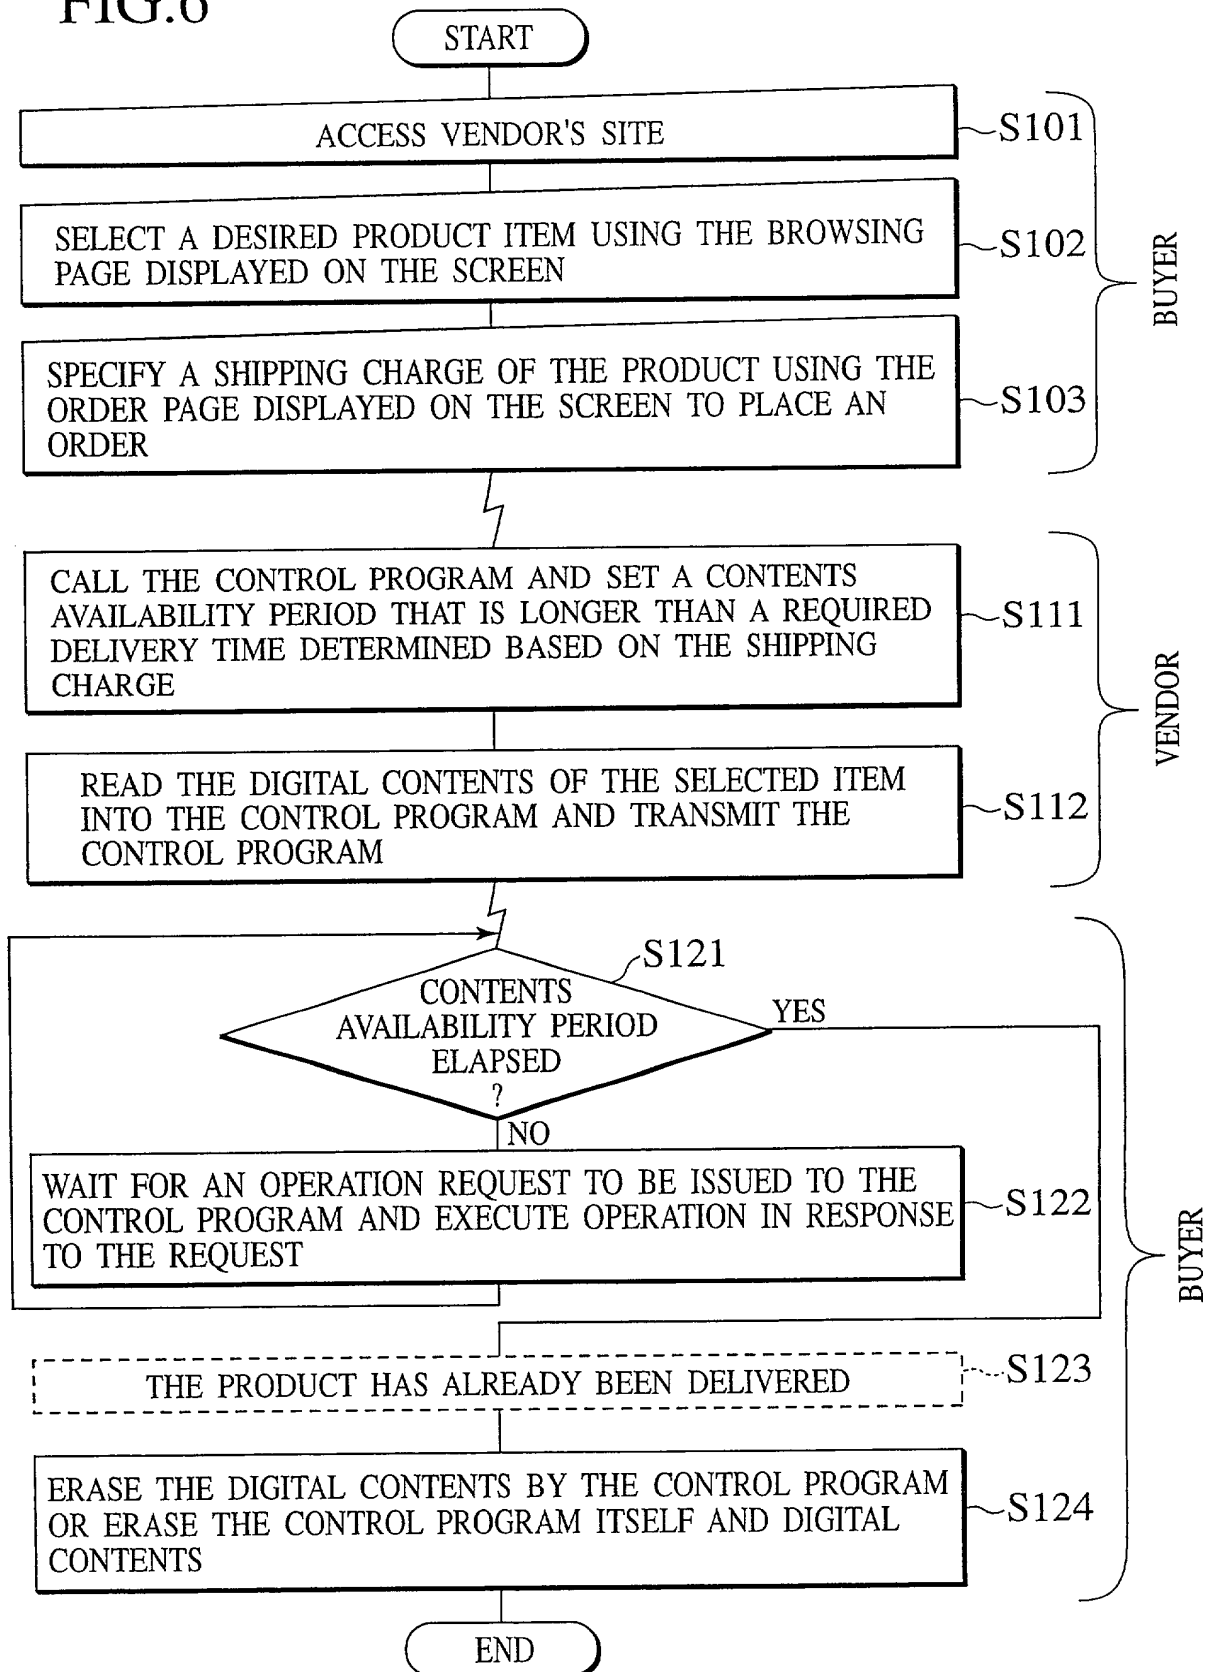 FIG.6
START
ACCESS VENDOR'S SITE
S101
SELECT A DESIRED PRODUCT ITEM USING THE BROWSING
PAGE DISPLAYED ON THE SCREEN
S102
SPECIFY A SHIPPING CHARGE OF THE PRODUCT USING THE
ORDER PAGE DISPLAYED ON THE SCREEN TO PLACE AN
ORDER
S103
BUYER
CALL THE CONTROL PROGRAM AND SET A CONTENTS
AVAILABILITY PERIOD THAT IS LONGER THAN A REQUIRED
DELIVERY TIME DETERMINED BASED ON THE SHIPPING
CHARGE
S111
READ THE DIGITAL CONTENTS OF THE SELECTED ITEM
INTO THE CONTROL PROGRAM AND TRANSMIT THE
CONTROL PROGRAM
S112
VENDOR
S121
CONTENTS
AVAILABILITY PERIOD
ELAPSED
?
YES
NO
WAIT FOR AN OPERATION REQUEST TO BE ISSUED TO THE
CONTROL PROGRAM AND EXECUTE OPERATION IN RESPONSE
TO THE REQUEST
S122
THE PRODUCT HAS ALREADY BEEN DELIVERED
S123
ERASE THE DIGITAL CONTENTS BY THE CONTROL PROGRAM
OR ERASE THE CONTROL PROGRAM ITSELF AND DIGITAL
CONTENTS
S124
BUYER
END